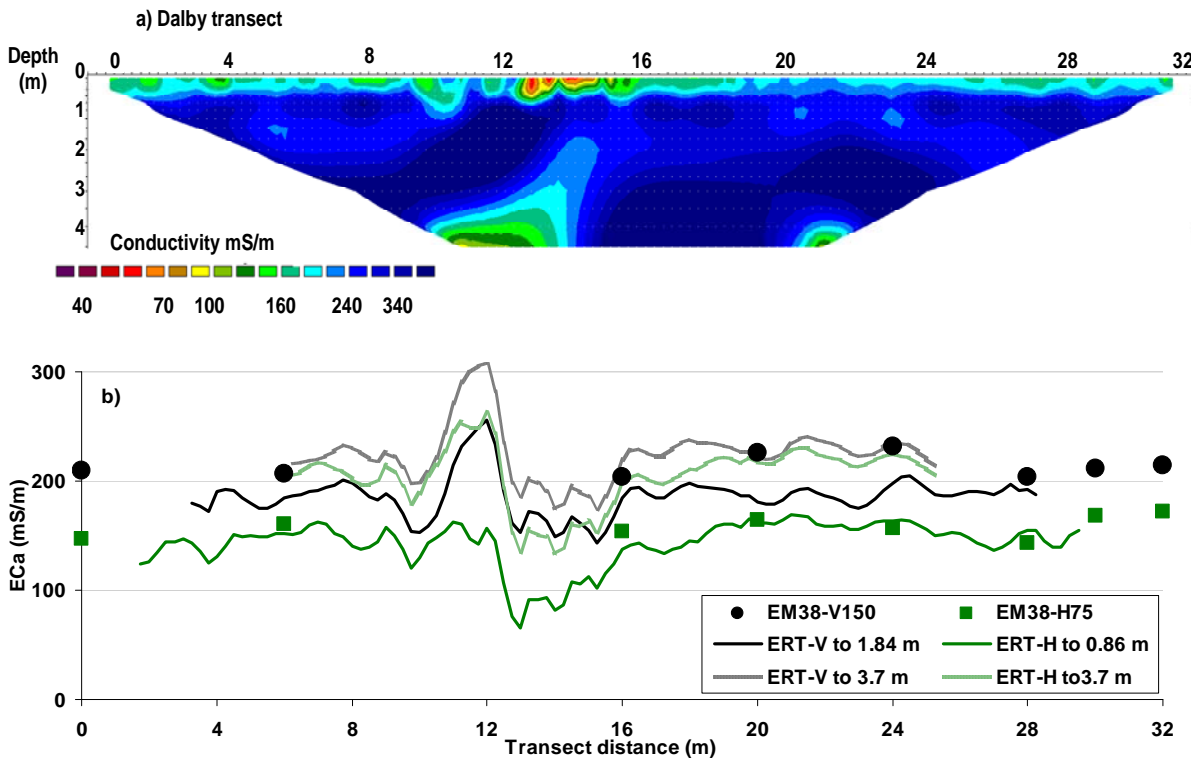 a) Dalby transect
Depth
(m)
0 4 8 12 16 20 24 28 32
0
1
2
3
4
Conductivity mS/m
40 70 100 160 240 340
b)
ECa (mS/m)
300
200
100
0
EM38-V150 EM38-H75
ERT-V to 1.84 m ERT-H to 0.86 m
ERT-V to 3.7 m ERT-H to3.7 m
0 4 8 12 16 20 24 28 32
Transect distance (m)